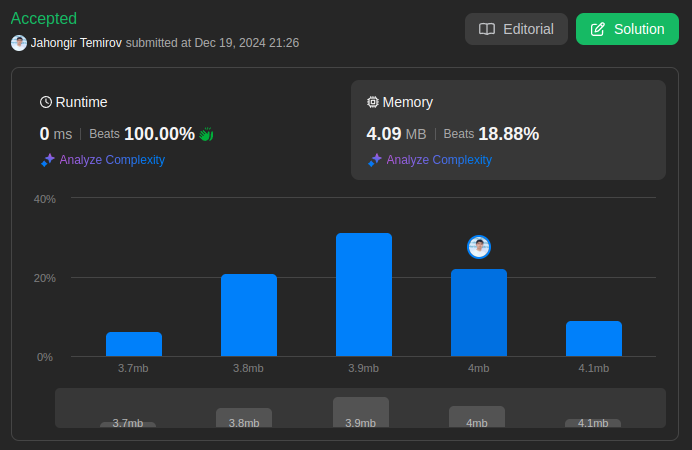 Accepted
Jahongir Temirov submitted at Dec 19, 2024 21:26
Editorial
Solution
Runtime
0 ms | Beats 100.00%
Analyze Complexity
Memory
4.09 MB | Beats 18.88%
Analyze Complexity
40%
20%
0%
3.7mb 3.8mb 3.9mb 4mb 4.1mb
3.7mb 3.8mb 3.9mb 4mb 4.1mb